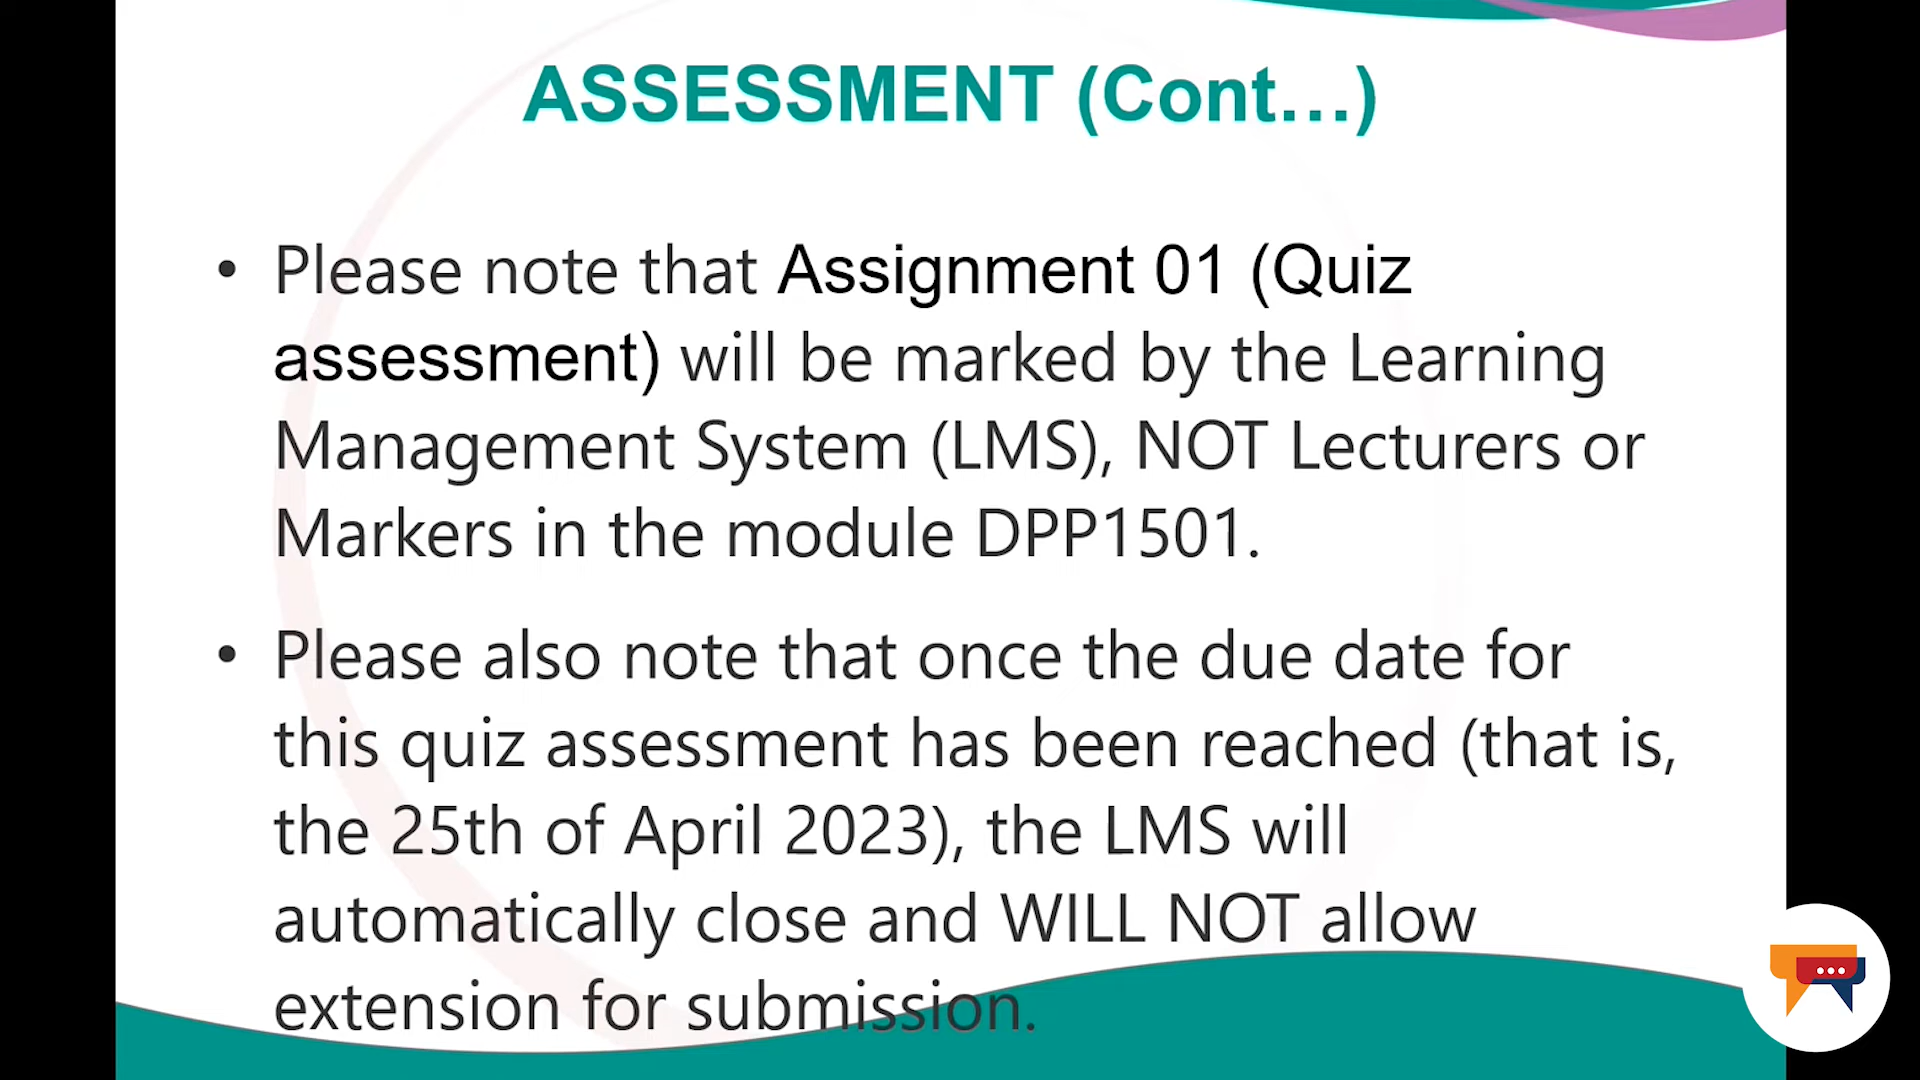 ASSESSMENT (Cont...)
• Please note that Assignment 01 (Quiz
assessment) will be marked by the Learning
Management System (LMS), NOT Lecturers or
Markers in the module DPP1501.
• Please also note that once the due date for
this quiz assessment has been reached (that is,
the 25th of April 2023), the LMS will
automatically close and WILL NOT allow
extension for submission.